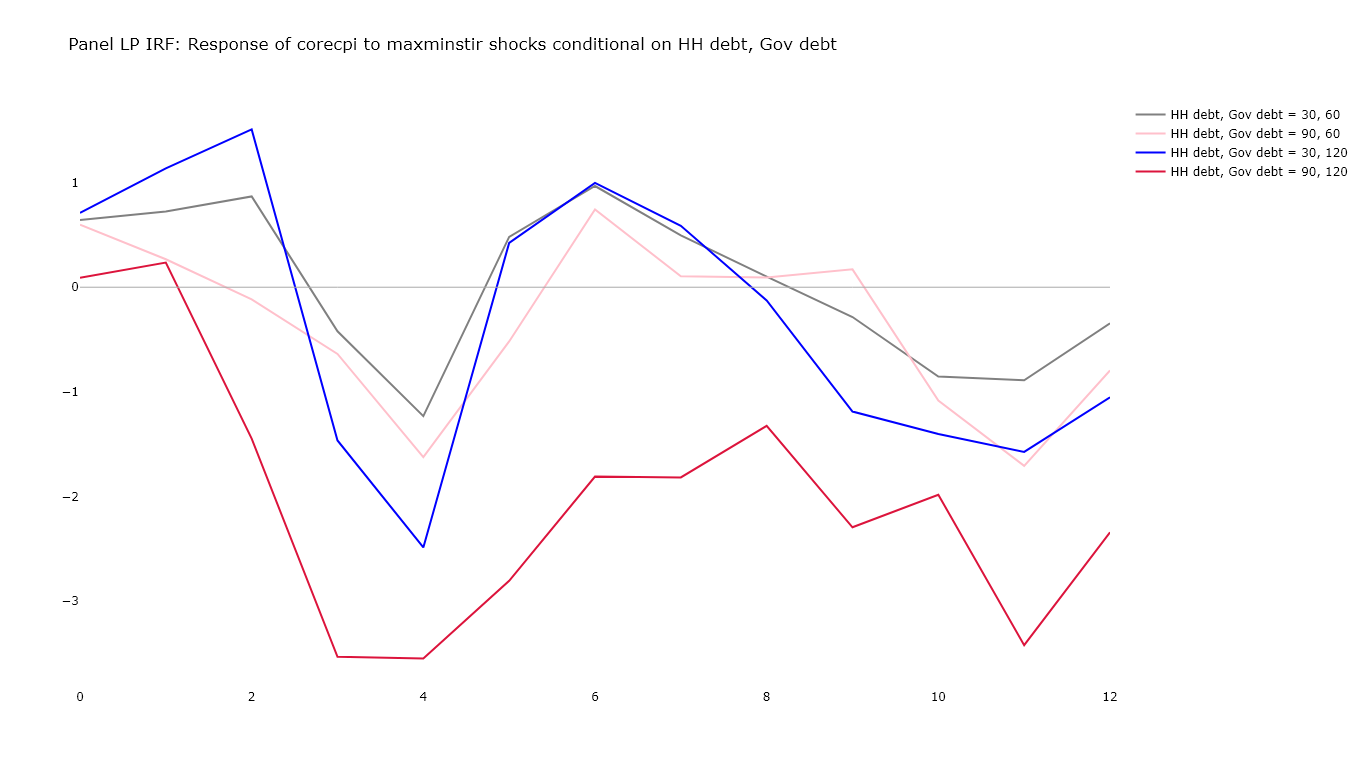 Panel LP IRF: Response of corecpi to maxminstir shocks conditional on HH debt, Gov debt
HH debt, Gov debt = 30, 60
HH debt, Gov debt = 90, 60
HH debt, Gov debt = 30, 120
HH debt, Gov debt = 90, 120
1
0
−1
−2
−3
0 2 4 6 8 10 12